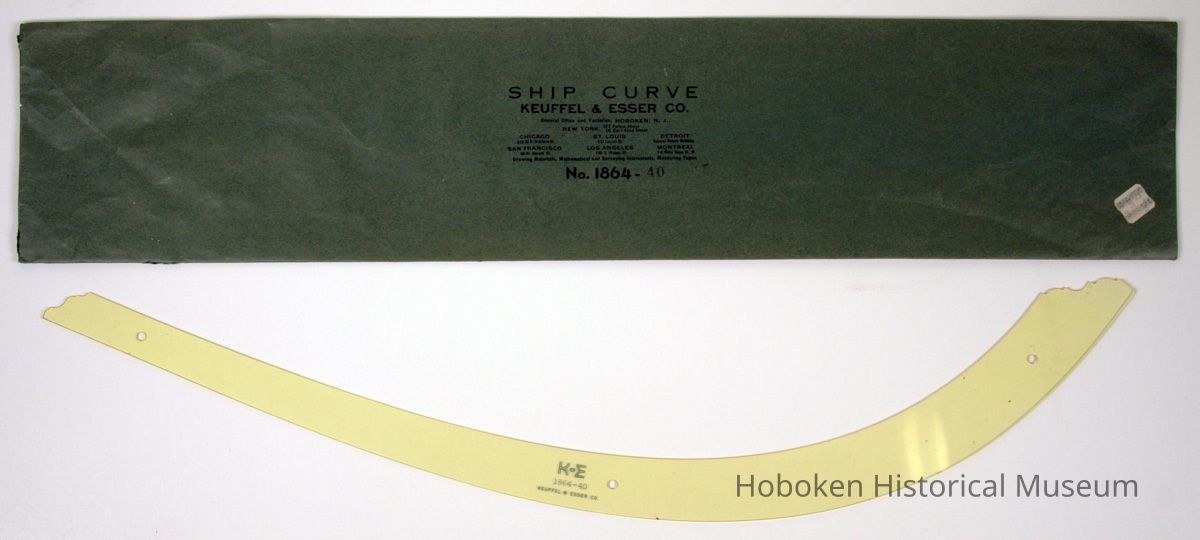 SHIP CURVE
KEUFFEL & ESSER CO.
General Office and Factories, HOBOKEN, N. J.
NEW YORK,
CHICAGO ST. LOUIS DETROIT
SAN FRANCISCO LOS ANGELES MONTREAL
Drawing Materials, Mathematical and Surveying Instruments, Measuring Tapes
No. 1864-40
K+E
1864-40
KEUFFEL & ESSER CO.
Hoboken Historical Museum